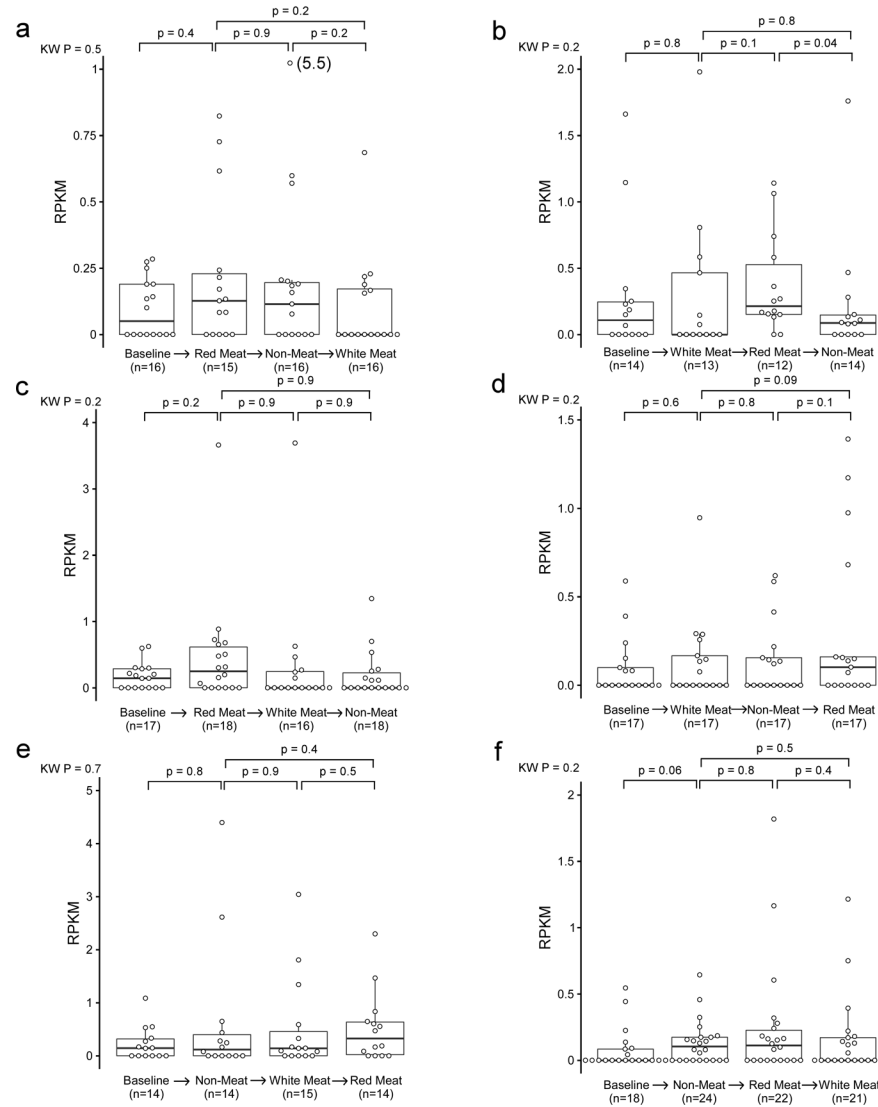 a
p = 0.2
p = 0.4 p = 0.9 p = 0.2
KW P = 0.5
(5.5)
1
0.75
0.5
0.25
0
RPKM
Baseline → Red Meat → Non-Meat → White Meat
(n=16) (n=15) (n=16) (n=16)
b
p = 0.8
p = 0.8 p = 0.1 p = 0.04
KW P = 0.2
2.0
1.5
1.0
0.5
0.0
RPKM
Baseline → White Meat → Red Meat → Non-Meat
(n=14) (n=13) (n=12) (n=14)
c
p = 0.9
p = 0.2 p = 0.9 p = 0.9
KW P = 0.2
4
3
2
1
0
RPKM
Baseline → Red Meat → White Meat → Non-Meat
(n=17) (n=18) (n=16) (n=18)
d
p = 0.09
p = 0.6 p = 0.8 p = 0.1
KW P = 0.2
1.5
1.0
0.5
0.0
RPKM
Baseline → White Meat → Non-Meat → Red Meat
(n=17) (n=17) (n=17) (n=17)
e
p = 0.4
p = 0.8 p = 0.9 p = 0.5
KW P = 0.7
5
4
3
2
1
0
RPKM
Baseline → Non-Meat → White Meat → Red Meat
(n=14) (n=14) (n=15) (n=14)
f
p = 0.5
p = 0.06 p = 0.8 p = 0.4
KW P = 0.2
2
1.5
1
0.5
0
RPKM
Baseline → Non-Meat → Red Meat → White Meat
(n=18) (n=24) (n=22) (n=21)